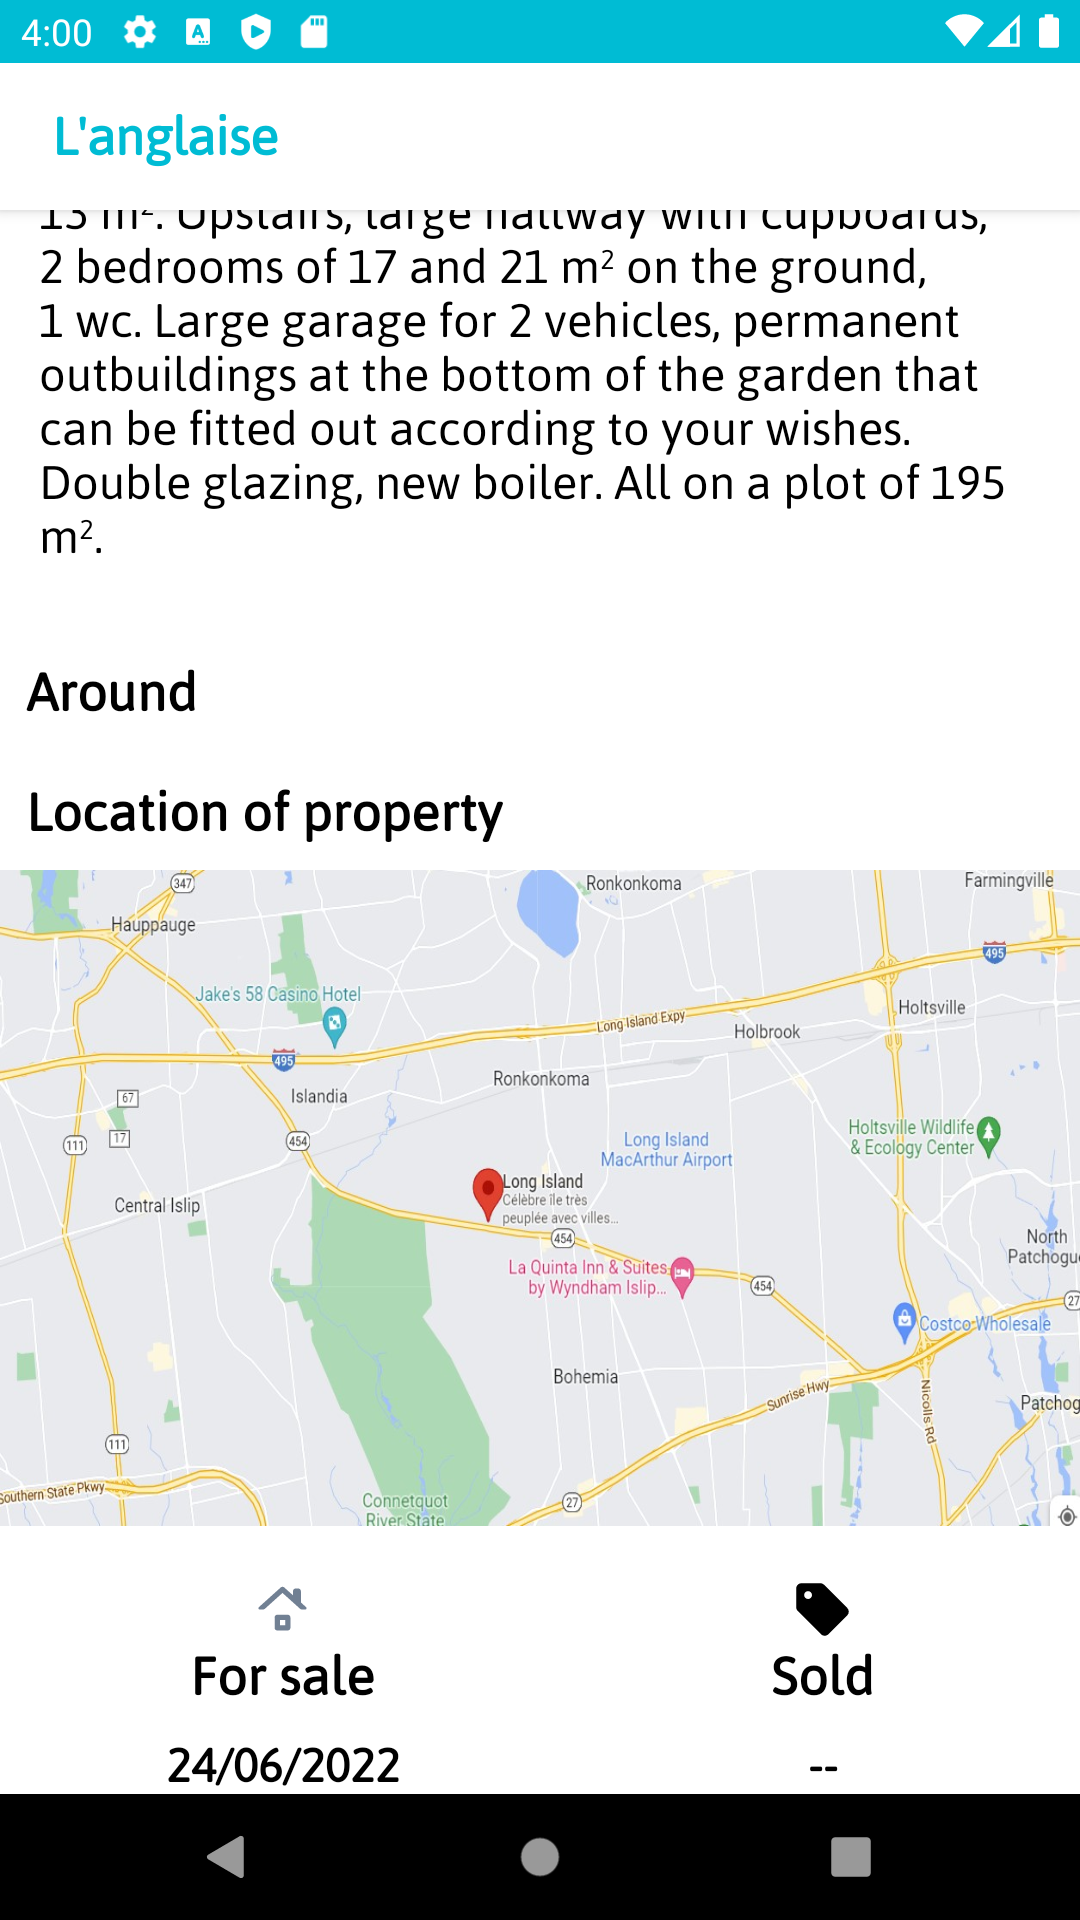 4:00
L'anglaise
13 m². Upstairs, large hallway with cupboards,
2 bedrooms of 17 and 21 m² on the ground,
1 wc. Large garage for 2 vehicles, permanent
outbuildings at the bottom of the garden that
can be fitted out according to your wishes.
Double glazing, new boiler. All on a plot of 195
m².
Around
Location of property
347
Ronkonkoma
Farmingville
Hauppauge
495
Jake's 58 Casino Hotel
Holtsville
Long Island Expy
Holbrook
495
Ronkonkoma
Islandia
67
Holtsville Wildlife
& Ecology Center
17
111
454
Long Island
MacArthur Airport
Long Island
Célèbre île très
peuplée avec villes...
Central Islip
454
North
Patchogu
La Quinta Inn & Suites
by Wyndham Islip...
454
27
Costco Wholesale
Bohemia
Sunrise Hwy
Nicolls Rd
Patchog
111
Southern State Pkwy
Connetquot
River State
27
For sale
Sold
24/06/2022
--